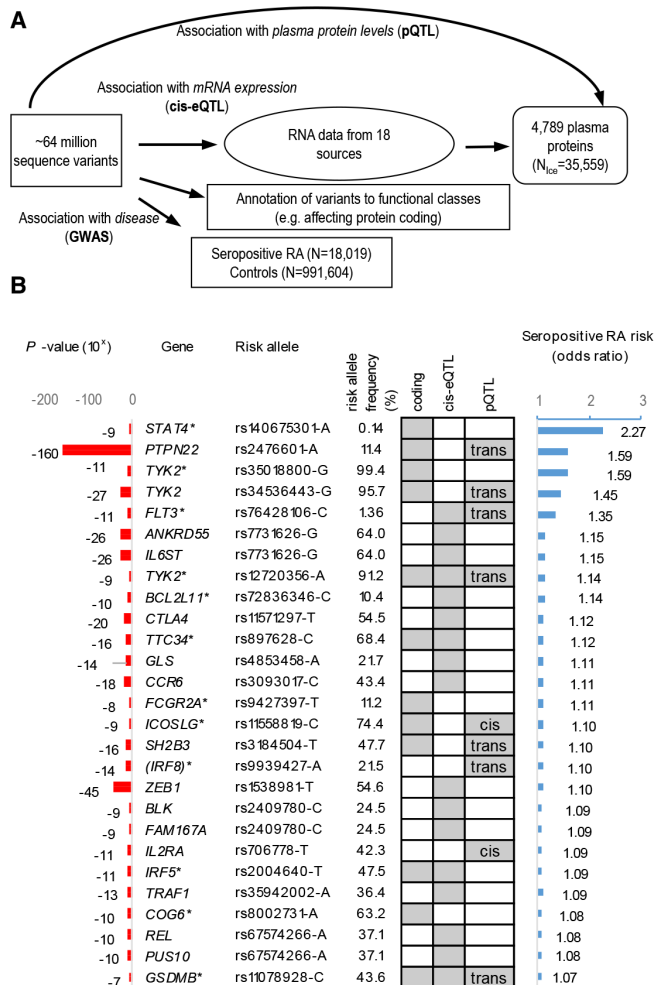 A
Association with plasma protein levels (pQTL)
Association with mRNA expression
(cis-eQTL)
~64 million
sequence variants
RNA data from 18
sources
4,789 plasma
proteins
(NIce=35,559)
Annotation of variants to functional classes
(e.g. affecting protein coding)
Association with disease
(GWAS)
Seropositive RA (N=18,019)
Controls (N=991,604)
B
P -value (10x) Gene Risk allele risk allele frequency (%) coding cis-eQTL pQTL Seropositive RA risk (odds ratio)
-200 -100 0 1 2 3
-9 STAT4* rs140675301-A 0.14 2.27
-160 PTPN22 rs2476601-A 11.4 trans 1.59
-11 TYK2* rs35018800-G 99.4 1.59
-27 TYK2 rs34536443-G 95.7 trans 1.45
-11 FLT3* rs76428106-C 1.36 trans 1.35
-26 ANKRD55 rs7731626-G 64.0 1.15
-26 IL6ST rs7731626-G 64.0 1.15
-9 TYK2* rs12720356-A 91.2 trans 1.14
-10 BCL2L11* rs72836346-C 10.4 1.14
-20 CTLA4 rs11571297-T 54.5 1.12
-16 TTC34* rs897628-C 68.4 1.12
-14 GLS rs4853458-A 21.7 1.11
-18 CCR6 rs3093017-C 43.4 1.11
-8 FCGR2A* rs9427397-T 11.2 1.11
-9 ICOSLG* rs11558819-C 74.4 cis 1.10
-16 SH2B3 rs3184504-T 47.7 trans 1.10
-14 (IRF8)* rs9939427-A 21.5 trans 1.10
-45 ZEB1 rs1538981-T 54.6 1.10
-9 BLK rs2409780-C 24.5 1.09
-9 FAM167A rs2409780-C 24.5 1.09
-11 IL2RA rs706778-T 42.3 cis 1.09
-11 IRF5* rs2004640-T 47.5 1.09
-13 TRAF1 rs35942002-A 36.4 1.09
-10 COG6* rs8002731-A 63.2 1.08
-10 REL rs67574266-A 37.1 1.08
-10 PUS10 rs67574266-A 37.1 1.08
-7 GSDMB* rs11078928-C 43.6 trans 1.07